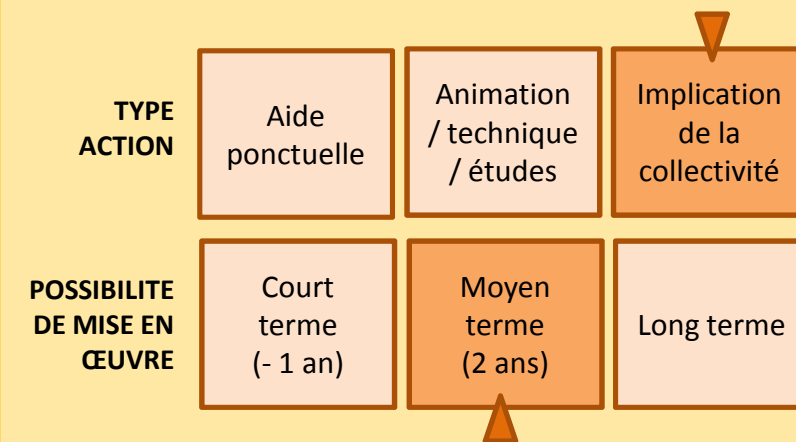 TYPE
ACTION
Aide
ponctuelle
Animation
/ technique
/ études
Implication
de la
collectivité
POSSIBILITE
DE MISE EN
ŒUVRE
Court
terme
(- 1 an)
Moyen
terme
(2 ans)
Long terme